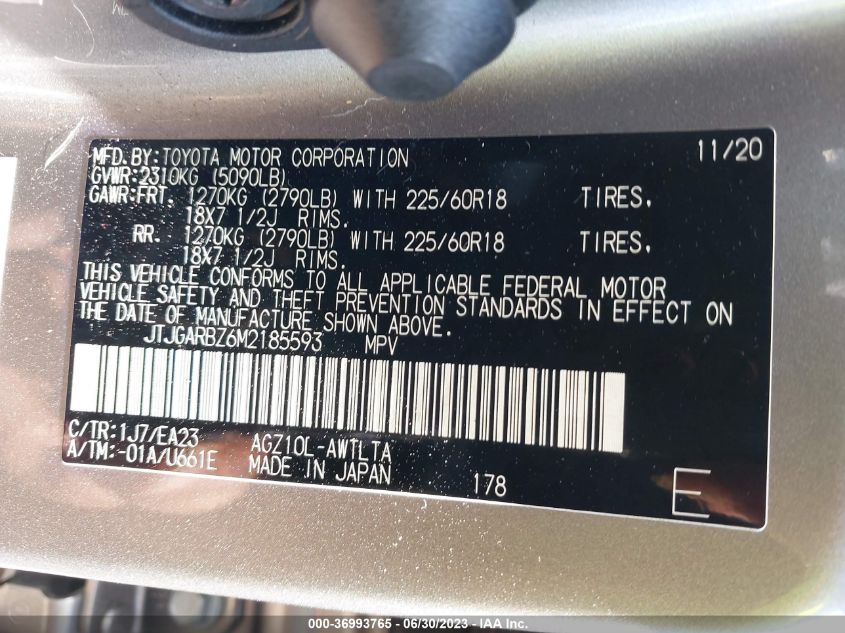 MFD.BY:TOYOTA MOTOR CORPORATION 11/20
GVWR:2310KG (5090LB)
GAWR:FRT. 1270KG (2790LB) WITH 225/60R18 TIRES.
18X7 1/2J RIMS.
RR. 1270KG (2790LB) WITH 225/60R18 TIRES.
18X7 1/2J RIMS.
THIS VEHICLE CONFORMS TO ALL APPLICABLE FEDERAL MOTOR
VEHICLE SAFETY AND THEFT PREVENTION STANDARDS IN EFFECT ON
THE DATE OF MANUFACTURE SHOWN ABOVE.
JTJGARBZ6M2185593 MPV
C/TR:1J7/EA23 AGZ10L-AWTLTA
A/TM:-01A/U661E MADE IN JAPAN 178 E
000-36993765 - 06/30/2023 - IAA Inc.